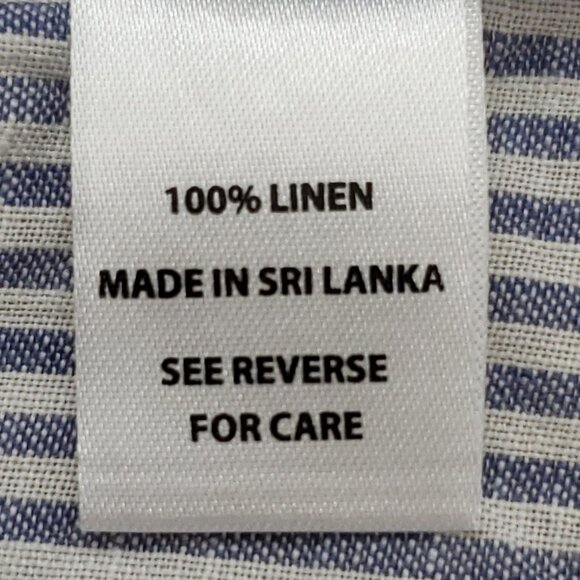 100% LINEN
MADE IN SRI LANKA
SEE REVERSE
FOR CARE